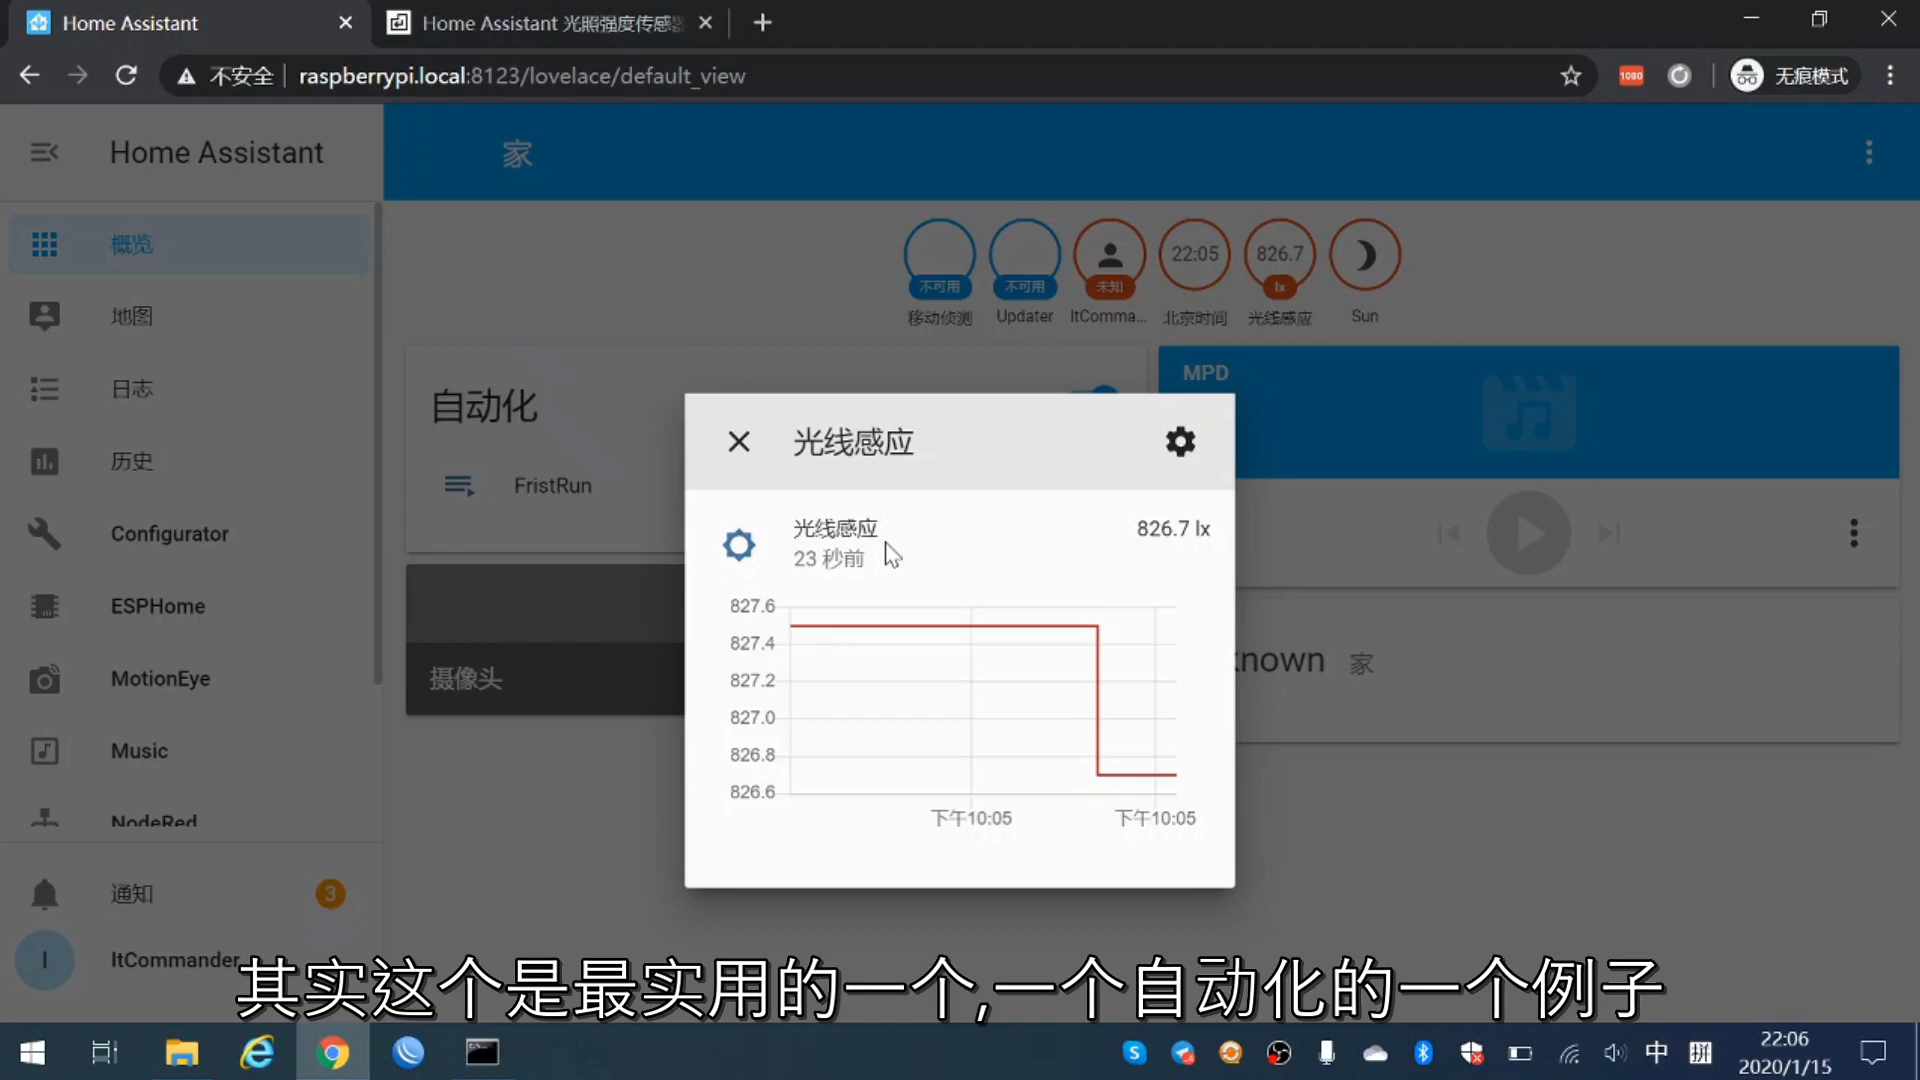 Home Assistant
Home Assistant 光照强度传感器
不安全
raspberrypi.local:8123/lovelace/default_view
1080
无痕模式
Home Assistant
家
概览
地图
日志
历史
Configurator
ESPHome
MotionEye
Music
NodeRed
通知
3
I
ItCommander
不可用
移动侦测
不可用
Updater
未知
ItComma...
22:05
北京时间
826.7
lx
光线感应
Sun
自动化
FristRun
摄像头
MPD
known
家
光线感应
光线感应
826.7 lx
23 秒前
827.6
827.4
827.2
827.0
826.8
826.6
下午10:05
下午10:05
其实这个是最实用的一个,一个自动化的一个例子
中
拼
22:06
2020/1/15